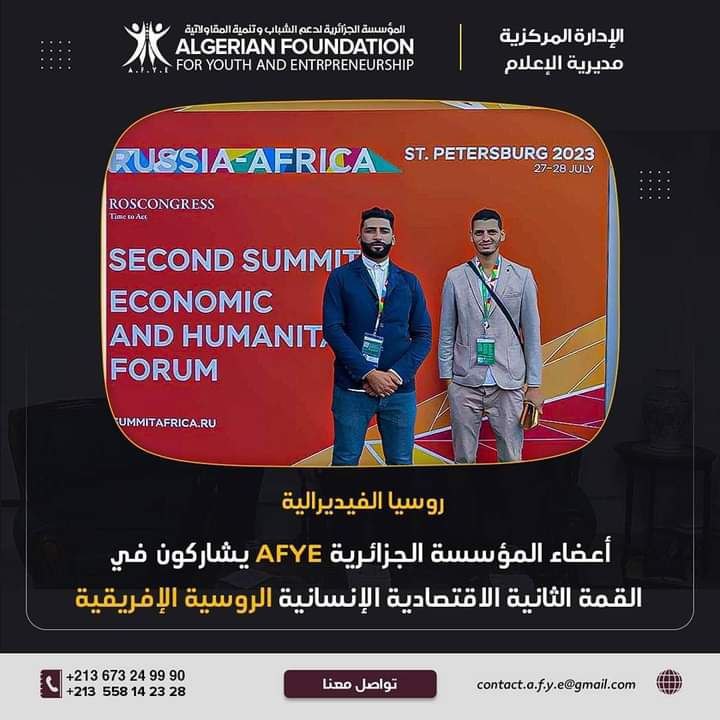 المؤسسة الجزائرية لدعم الشباب و تنمية المقاولاتية
ALGERIAN FOUNDATION
FOR YOUTH AND ENTRPRENEURSHIP
A.F.Y.E
الإدارة المركزية
مديرية الإعلام
RUSSIA-AFRICA
ST. PETERSBURG 2023
27-28 JULY
ROSCONGRESS
Time to Act
SECOND SUMMIT
ECONOMIC
AND HUMANITA
FORUM
SUMMITAFRICA.RU
روسيا الفيديرالية
أعضاء المؤسسة الجزائرية AFYE يشاركون في
القمة الثانية الاقتصادية الإنسانية الروسية الإفريقية
+213 673 24 99 90
+213 558 14 23 28
تواصل معنا
contact.a.f.y.e@gmail.com